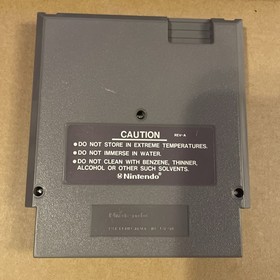 CAUTION
REV-A
•DO NOT STORE IN EXTREME TEMPERATURES.
•DO NOT IMMERSE IN WATER.
•DO NOT CLEAN WITH BENZENE, THINNER,
ALCOHOL OR OTHER SUCH SOLVENTS.
Nintendo®